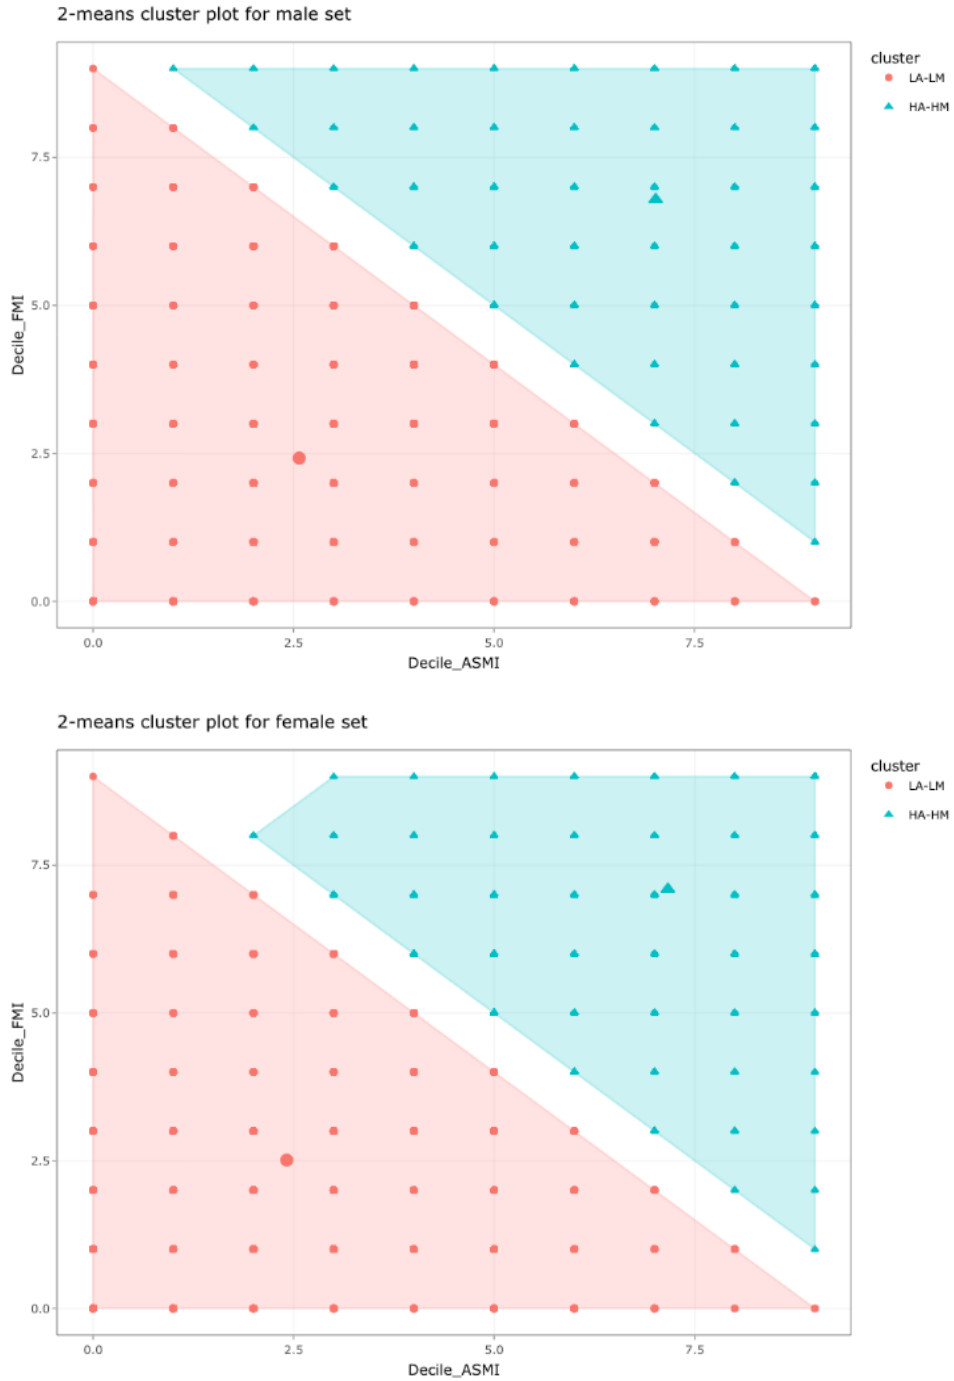 2-means cluster plot for male set
cluster
LA-LM
HA-HM
7.5
5.0
2.5
0.0
Decile_FMI
0.0 2.5 5.0 7.5
Decile_ASMI
2-means cluster plot for female set
cluster
LA-LM
HA-HM
7.5
5.0
2.5
0.0
Decile_FMI
0.0 2.5 5.0 7.5
Decile_ASMI